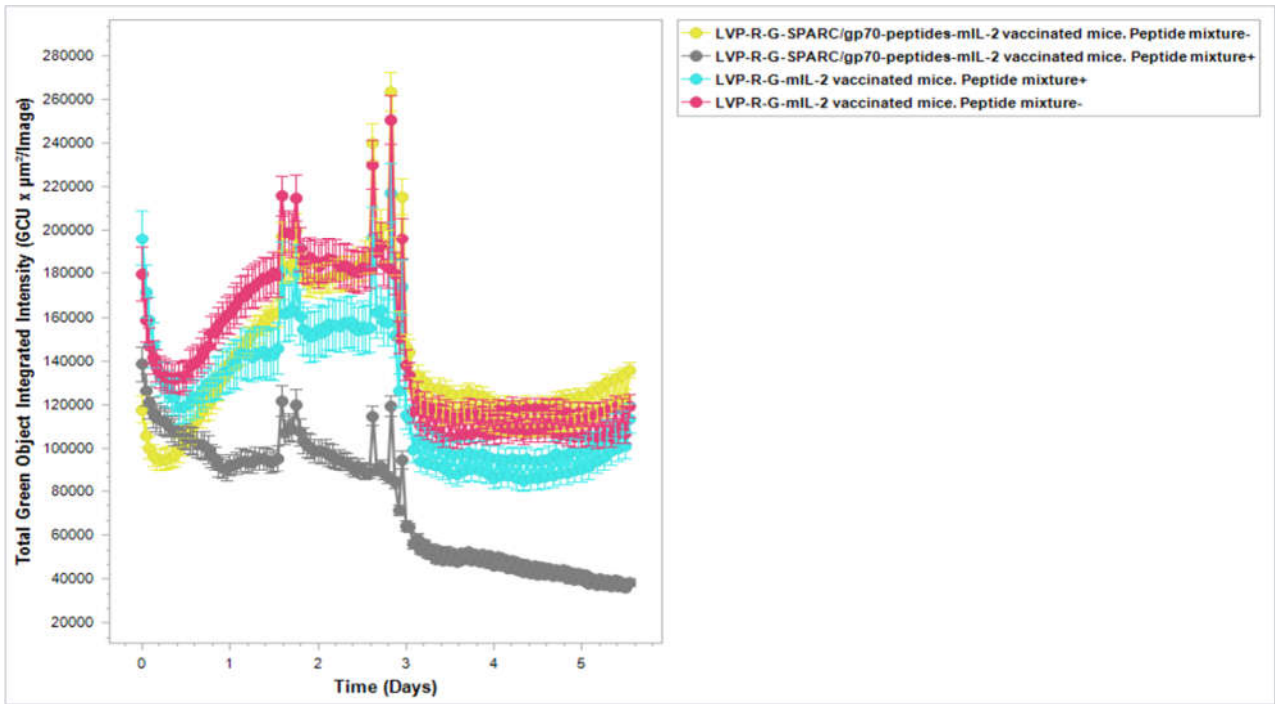 280000
260000
240000
220000
200000
180000
160000
140000
120000
100000
80000
60000
40000
20000
Total Green Object Integrated Intensity (GCU x µm²/Image)
0 1 2 3 4 5
Time (Days)
LVP-R-G-SPARC/gp70-peptides-mIL-2 vaccinated mice. Peptide mixture-
LVP-R-G-SPARC/gp70-peptides-mIL-2 vaccinated mice. Peptide mixture+
LVP-R-G-mIL-2 vaccinated mice. Peptide mixture+
LVP-R-G-mIL-2 vaccinated mice. Peptide mixture-